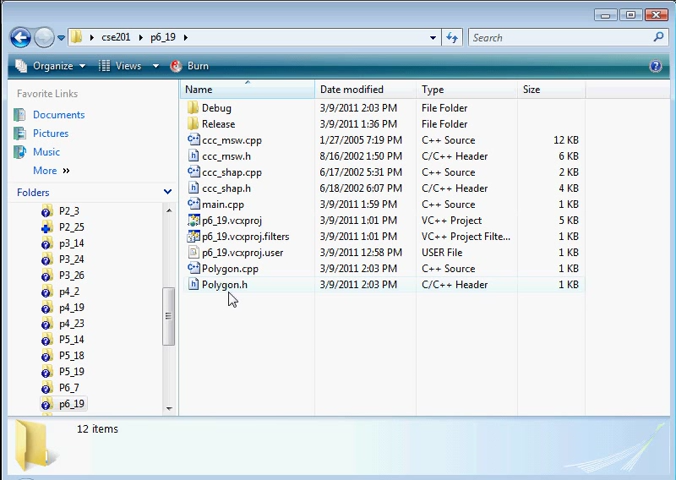 cse201 p6_19
Search
Organize Views Burn
Favorite Links
Documents
Pictures
Music
More
Folders
P2_3
P2_25
p3_14
P3_24
P3_26
p4_2
p4_19
p4_23
P5_14
P5_18
P5_19
P6_7
p6_19
Name Date modified Type Size
Debug 3/9/2011 2:03 PM File Folder
Release 3/9/2011 1:36 PM File Folder
ccc_msw.cpp 1/27/2005 7:19 PM C++ Source 12 KB
ccc_msw.h 8/16/2002 1:50 PM C/C++ Header 6 KB
ccc_shap.cpp 6/17/2002 5:31 PM C++ Source 2 KB
ccc_shap.h 6/18/2002 6:07 PM C/C++ Header 4 KB
main.cpp 3/9/2011 1:59 PM C++ Source 1 KB
p6_19.vcxproj 3/9/2011 1:01 PM VC++ Project 5 KB
p6_19.vcxproj.filters 3/9/2011 1:01 PM VC++ Project Filte... 1 KB
p6_19.vcxproj.user 3/9/2011 12:58 PM USER File 1 KB
Polygon.cpp 3/9/2011 2:03 PM C++ Source 1 KB
Polygon.h 3/9/2011 2:03 PM C/C++ Header 1 KB
12 items